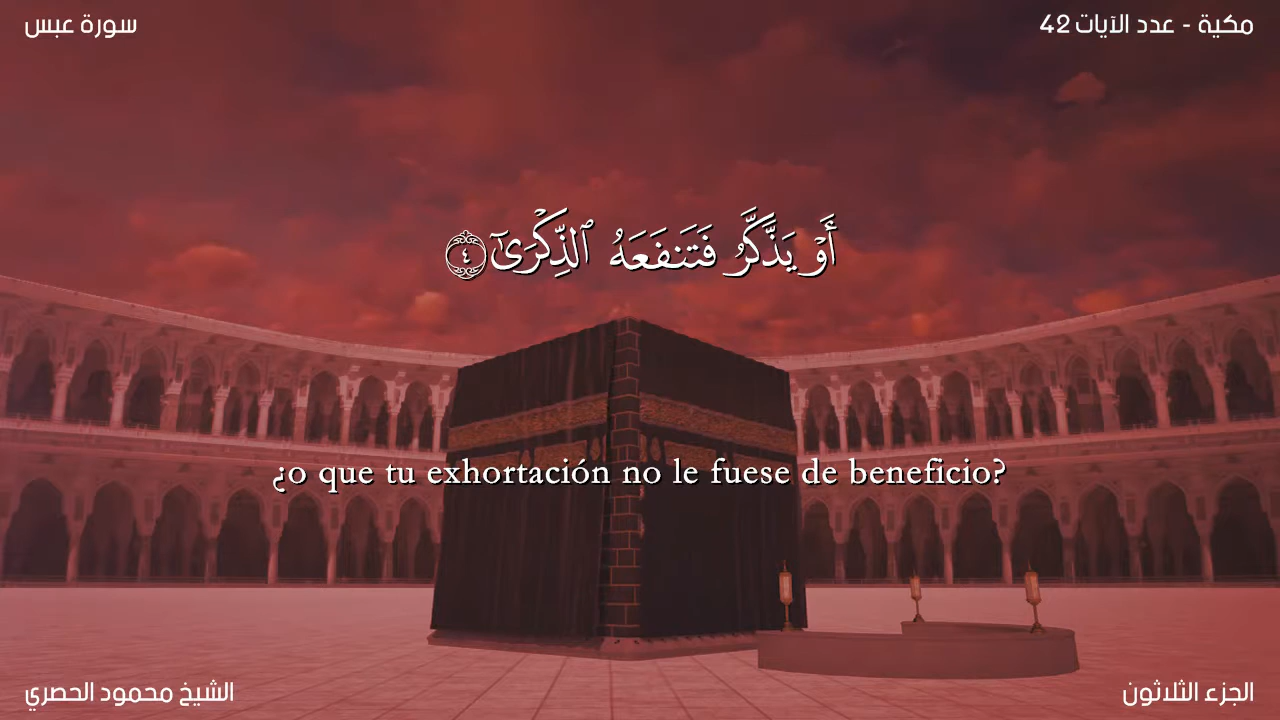 سورة عبس
مكية - عدد الآيات 42
أَوْ يَذَّكَّرُ فَتَنفَعَهُ ٱلذِّكْرَىٰٓ ٤
¿o que tu exhortación no le fuese de beneficio?
الشيخ محمود الحصري
الجزء الثلاثون